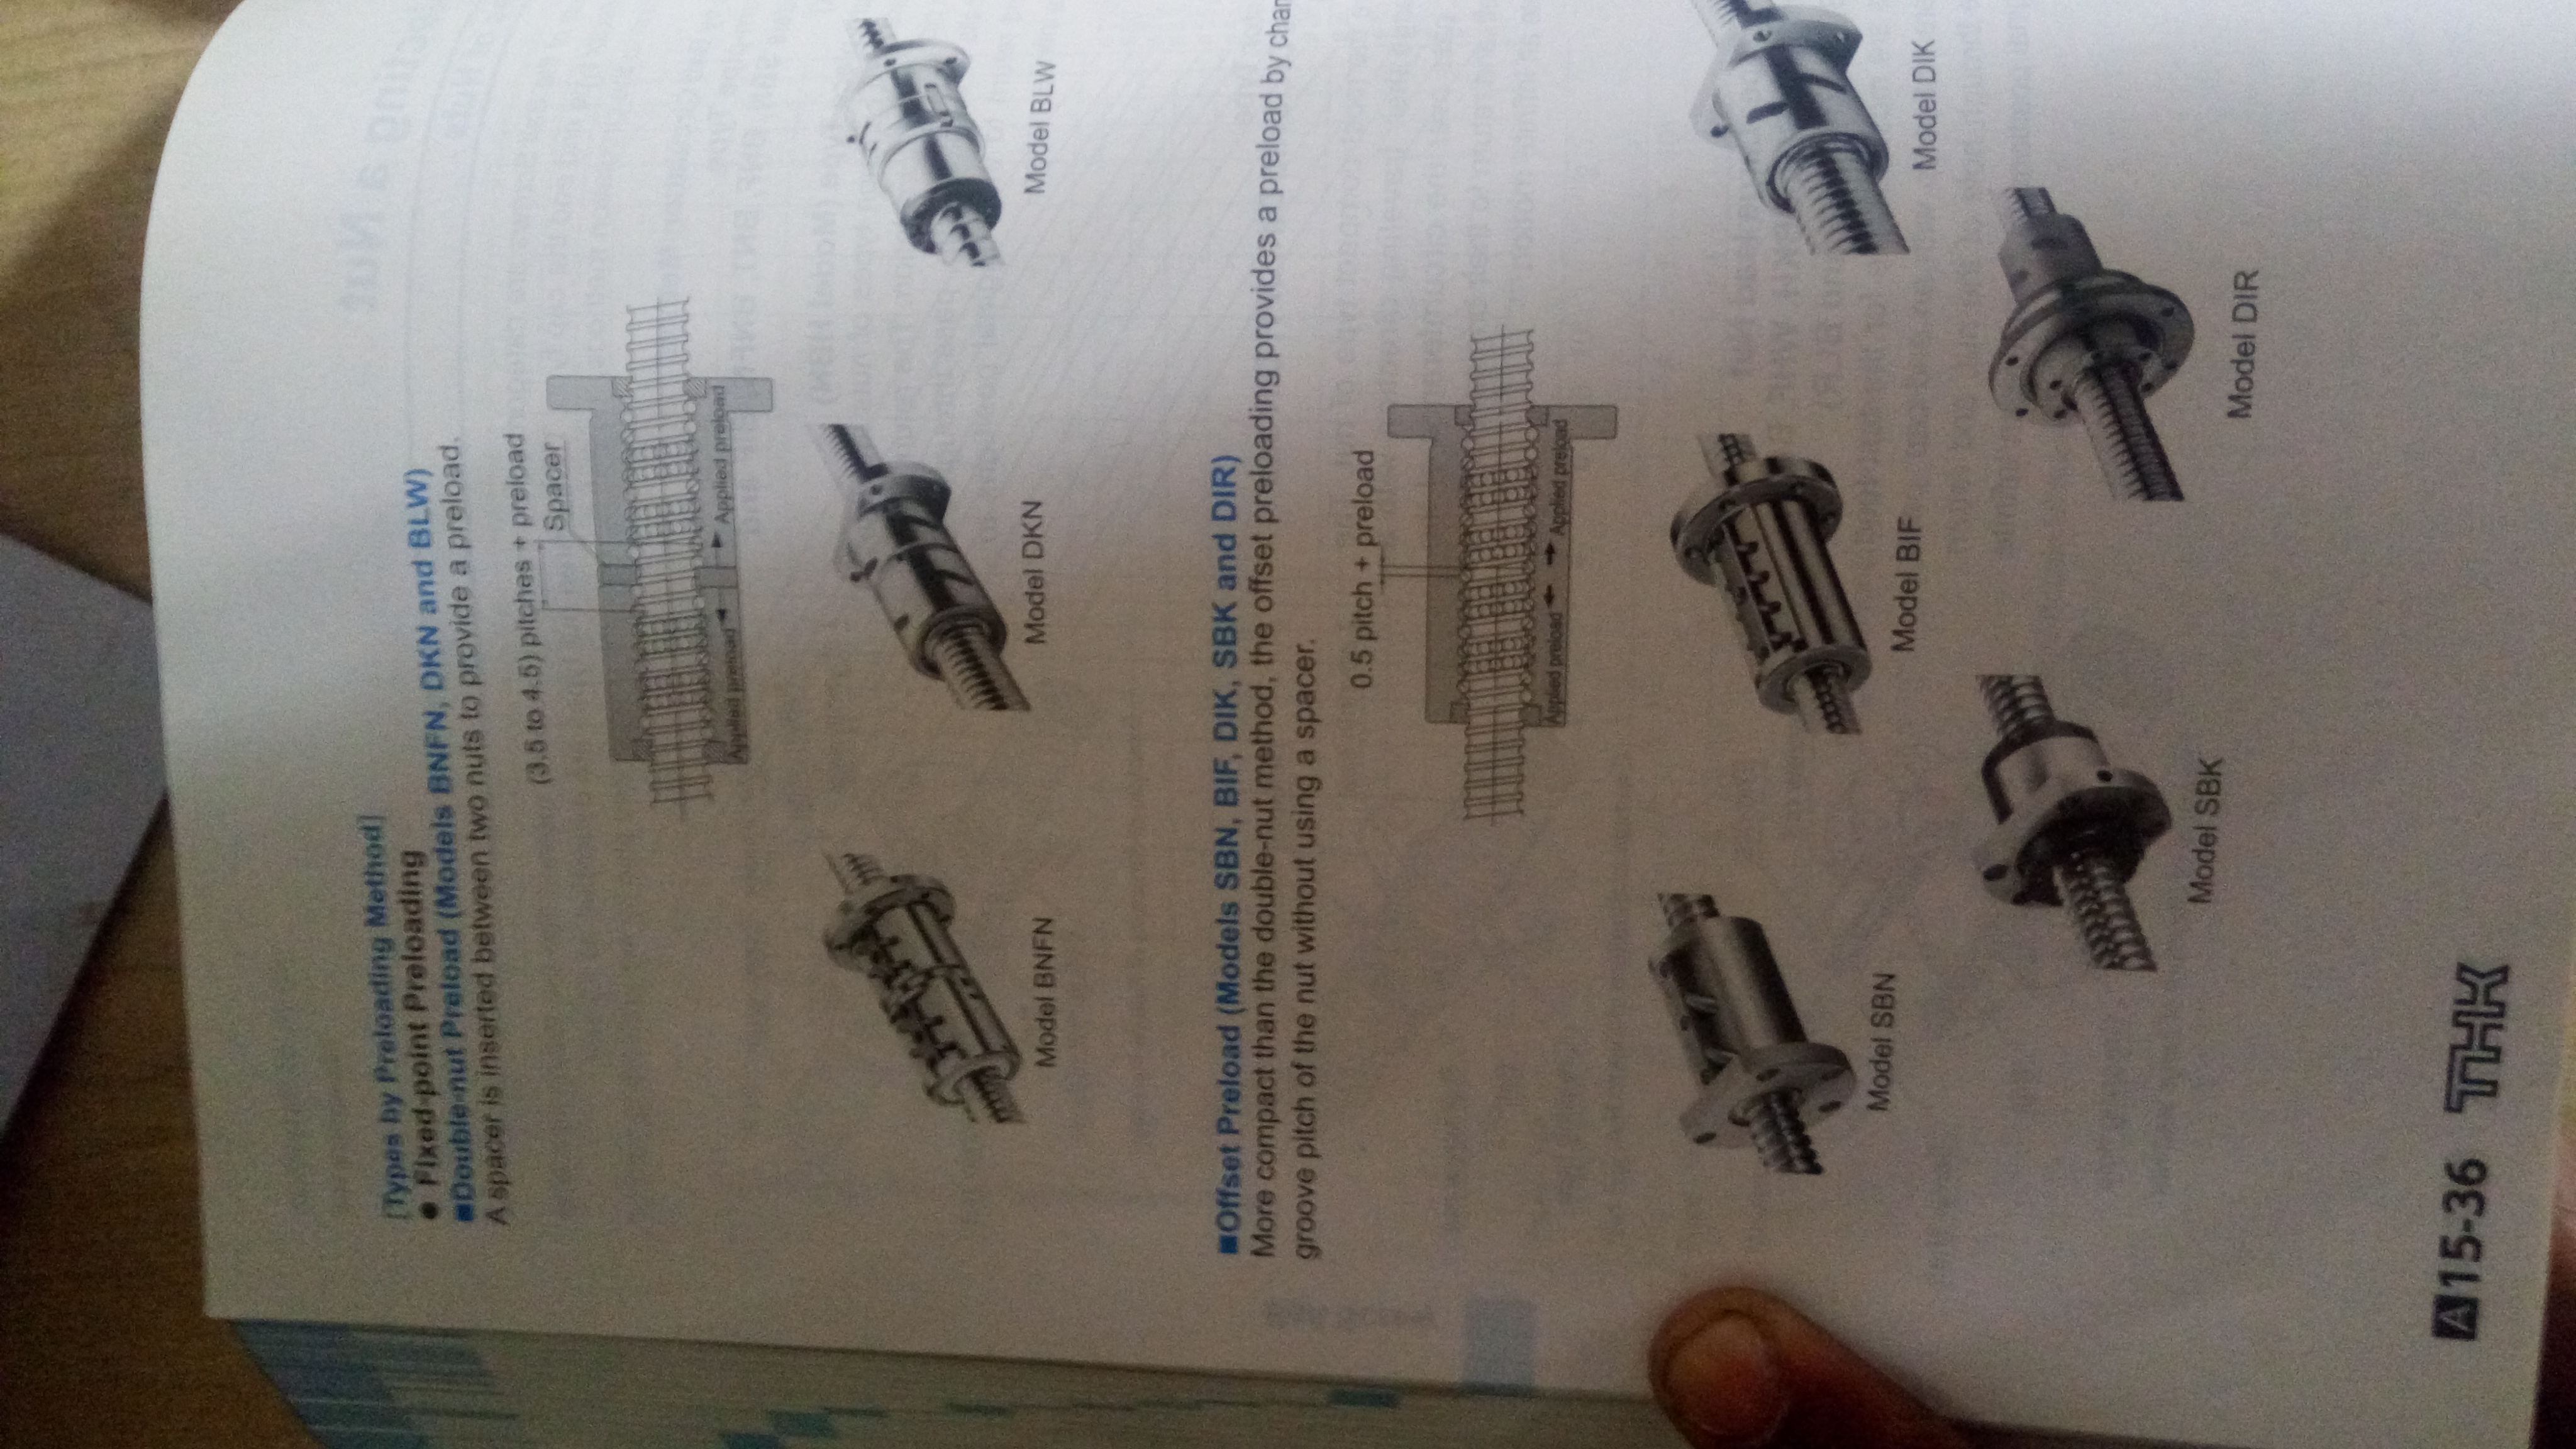 [Types by Preloading Method]
● Fixed-point Preloading
■Double-nut Preload (Models BNFN, DKN and BLW)
A spacer is inserted between two nuts to provide a preload.
(3.5 to 4.5) pitches + preload
Spacer
Applied preload
Applied preload
Model BNFN
Model DKN
Model BLW
■Offset Preload (Models SBN, BIF, DIK, SBK and DIR)
More compact than the double-nut method, the offset preloading provides a preload by
groove pitch of the nut without using a spacer.
0.5 pitch + preload
Applied preload
Applied preload
Model SBN
Model BIF
Model DIK
Model SBK
Model DIR
A15-36 THK